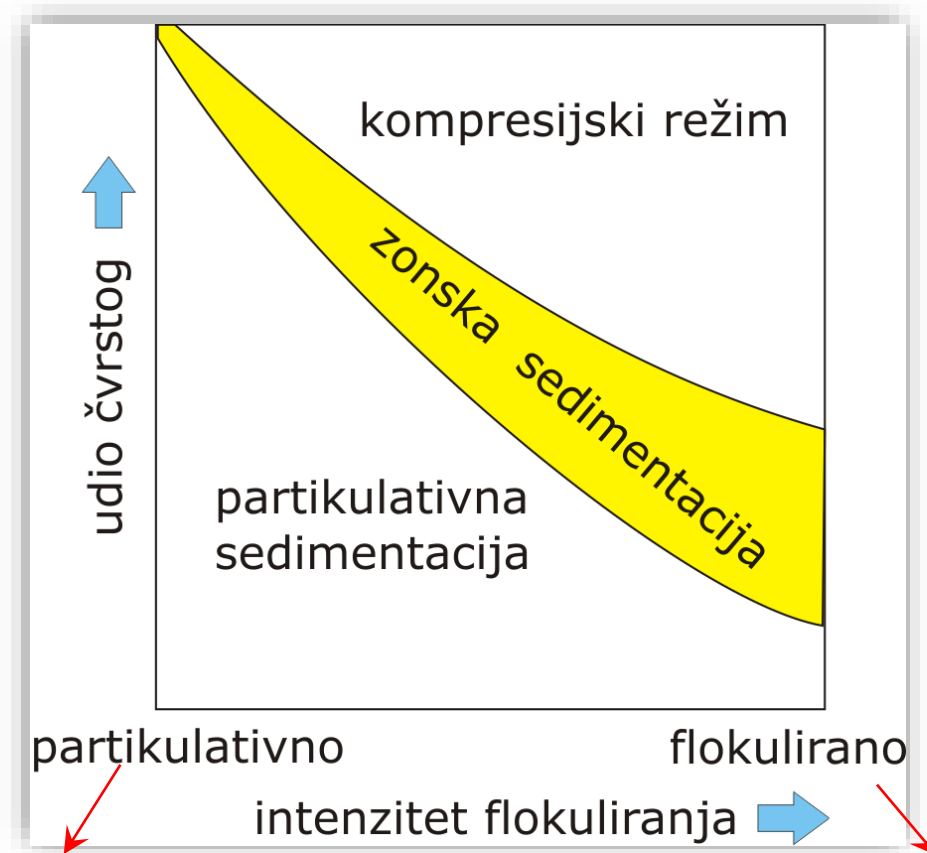 kompresijski režim
zonska sedimentacija
udio čvrstog
partikulativna
sedimentacija
partikulativno
flokulirano
intenzitet flokuliranja